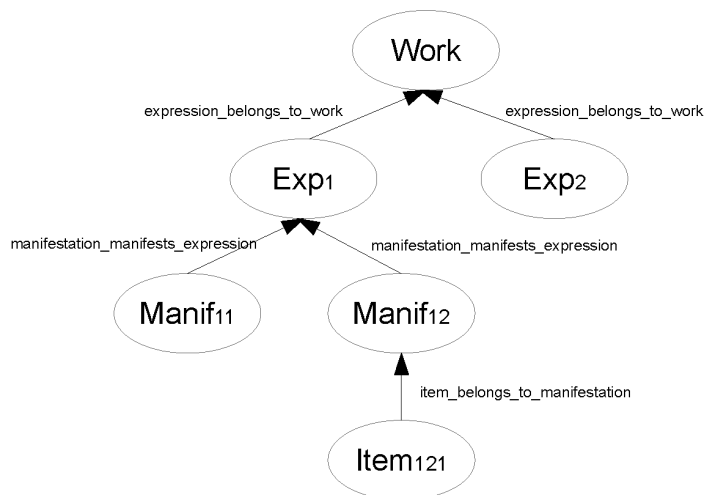 Work
expression_belongs_to_work
expression_belongs_to_work
Exp1
Exp2
manifestation_manifests_expression
manifestation_manifests_expression
Manif11
Manif12
item_belongs_to_manifestation
Item121